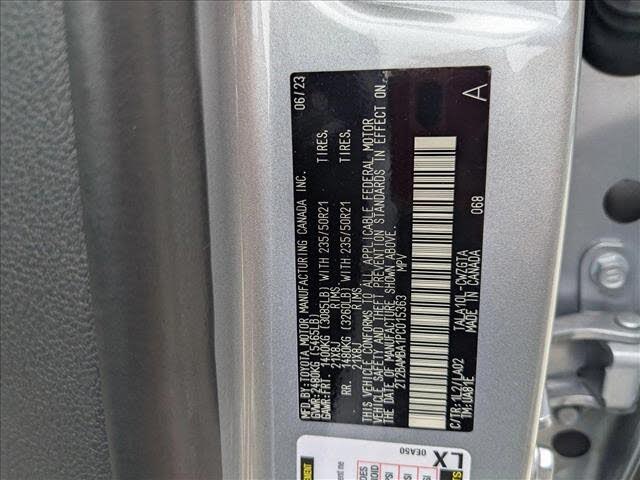 MFD.BY:TOYOTA MOTOR MANUFACTURING CANADA INC. 06/23
GVWR:2480KG(5465LB)
GAWR:FRT. 1400KG(3085LB) WITH 235/50R21 TIRES,
21X8J RIMS,
RR. 1480KG(3260LB) WITH 235/50R21 TIRES,
21X8J RIMS
THIS VEHICLE CONFORMS TO ALL APPLICABLE FEDERAL MOTOR
VEHICLE SAFETY AND THEFT PREVENTION STANDARDS IN EFFECT ON
THE DATE OF MANUFACTURE SHOWN ABOVE.
2T2BAMBA1PC015363 MPV
A
068
C/TR:1L2/LA02 TALA10L-CWZGTA
TM:UAB1E MADE IN CANADA
LX
0EA50